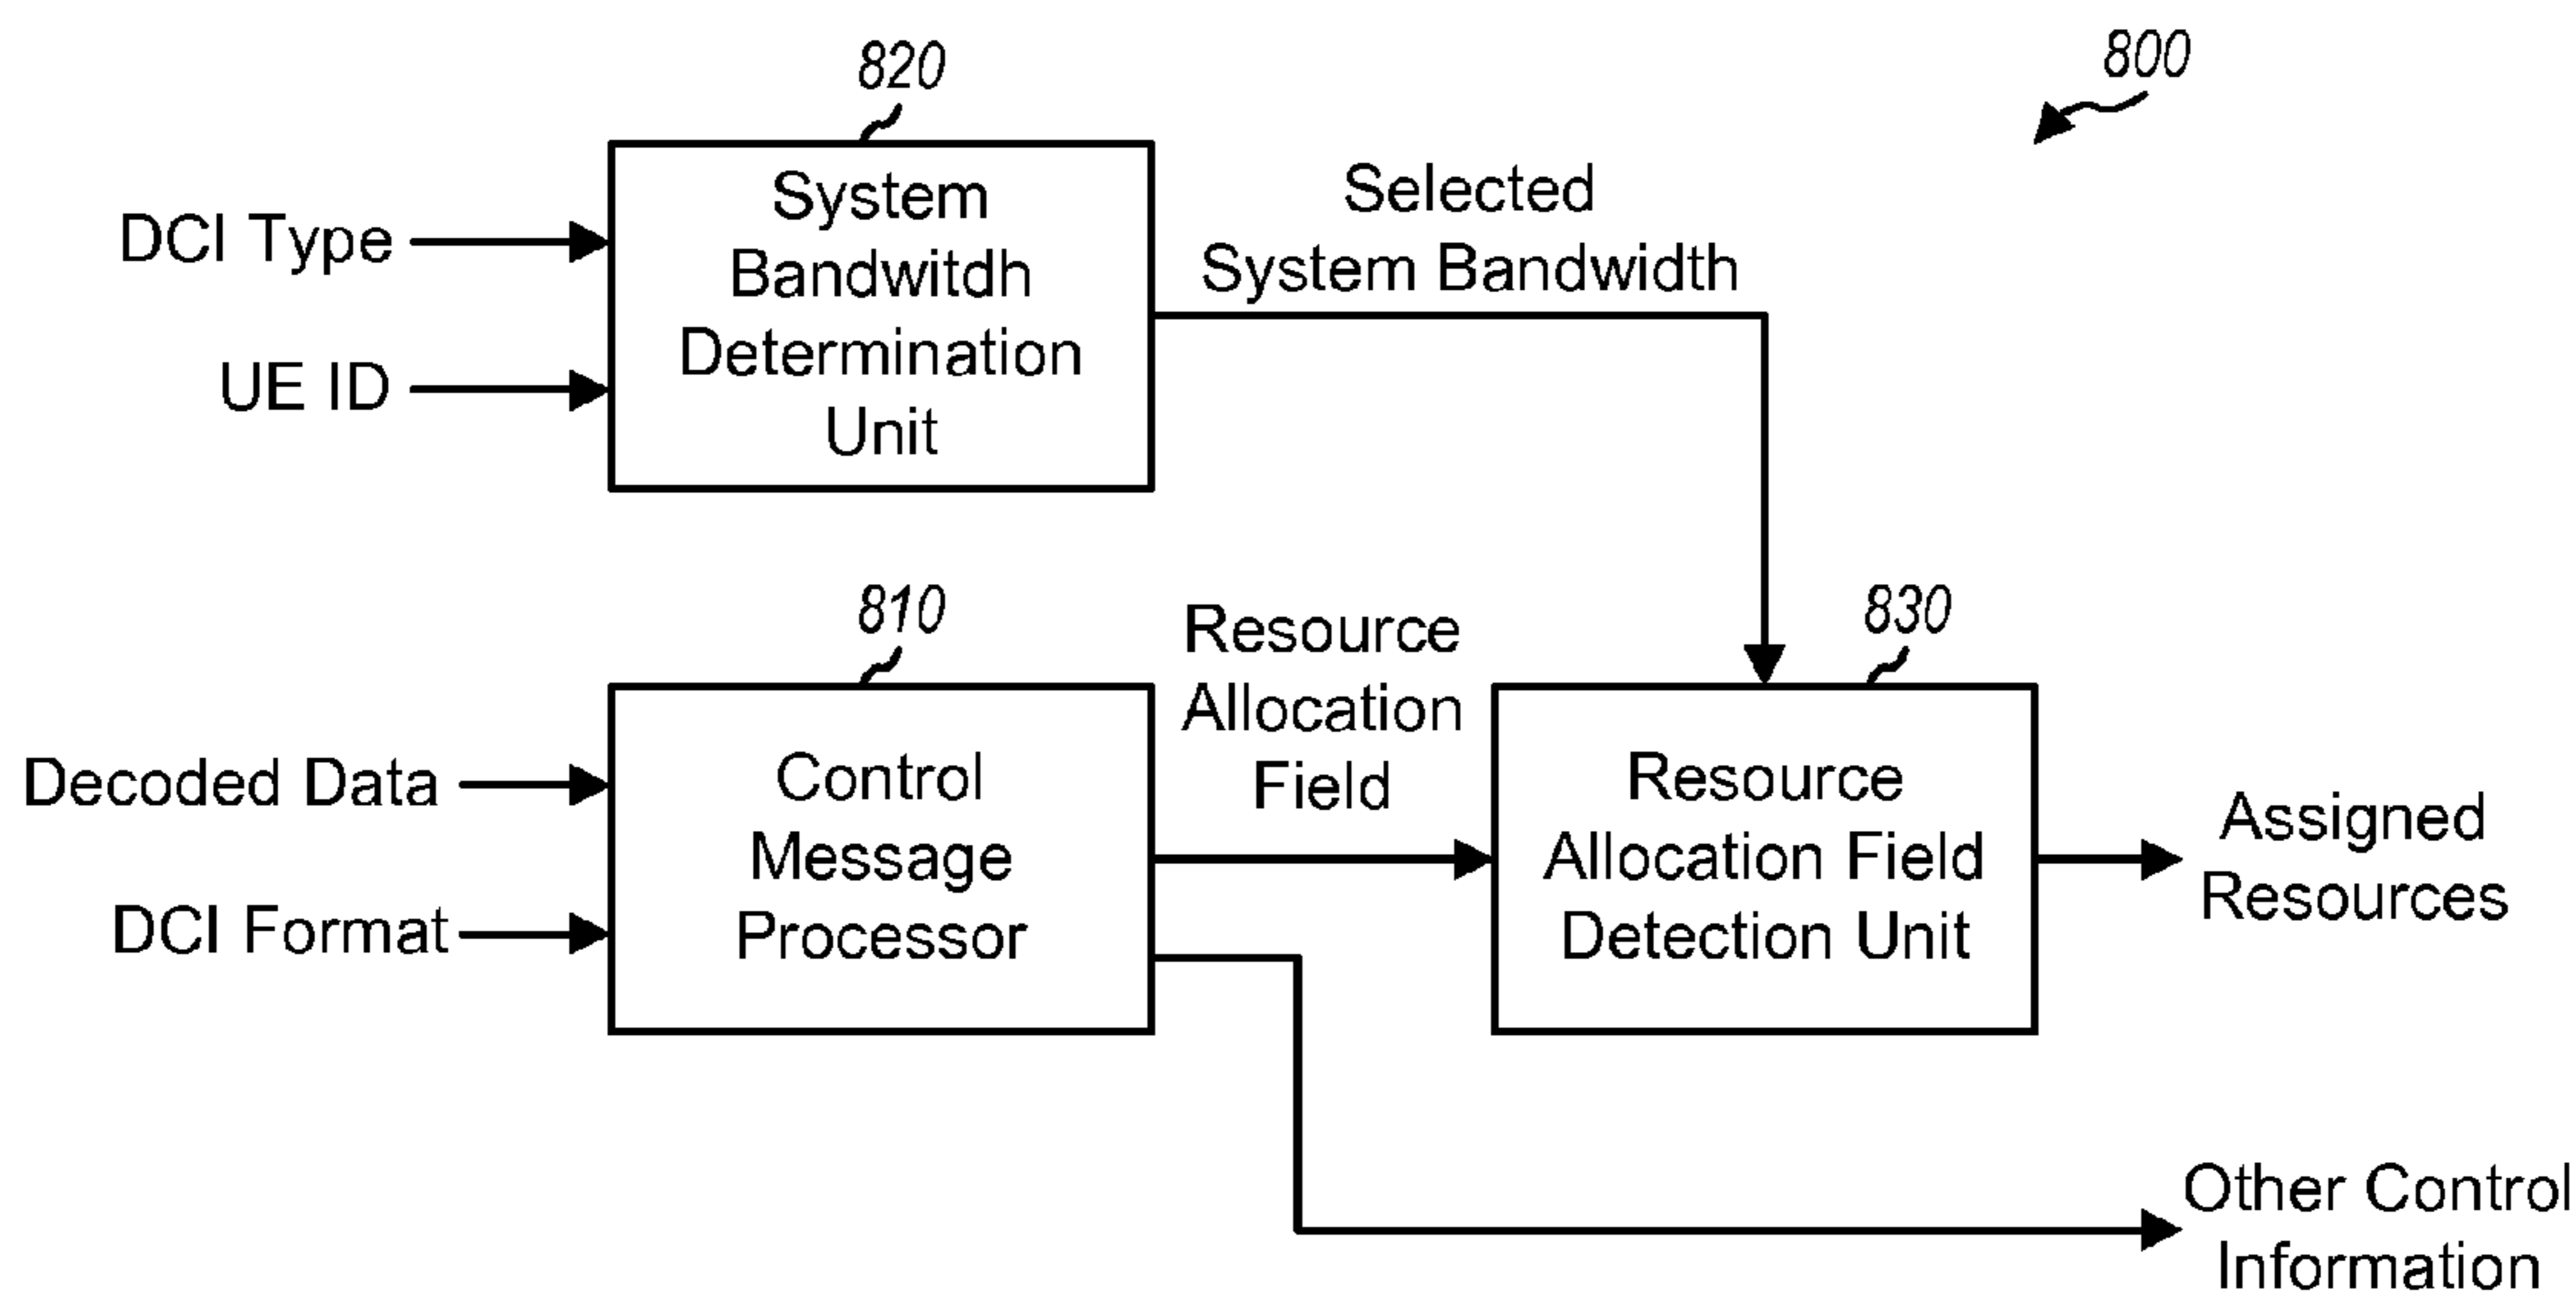 820
800
System
Bandwitdh
Determination
Unit
DCI Type
UE ID
Selected
System Bandwidth
810
Control
Message
Processor
Decoded Data
DCI Format
Resource
Allocation
Field
830
Resource
Allocation Field
Detection Unit
Assigned
Resources
Other Control
Information